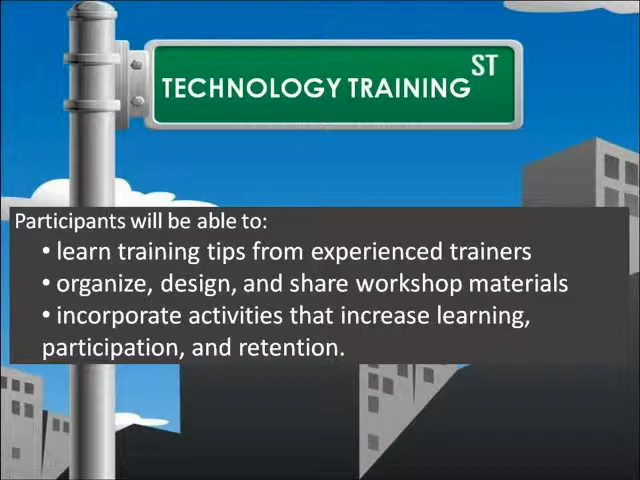 TECHNOLOGY TRAINING ST
Participants will be able to:
• learn training tips from experienced trainers
• organize, design, and share workshop materials
• incorporate activities that increase learning,
participation, and retention.